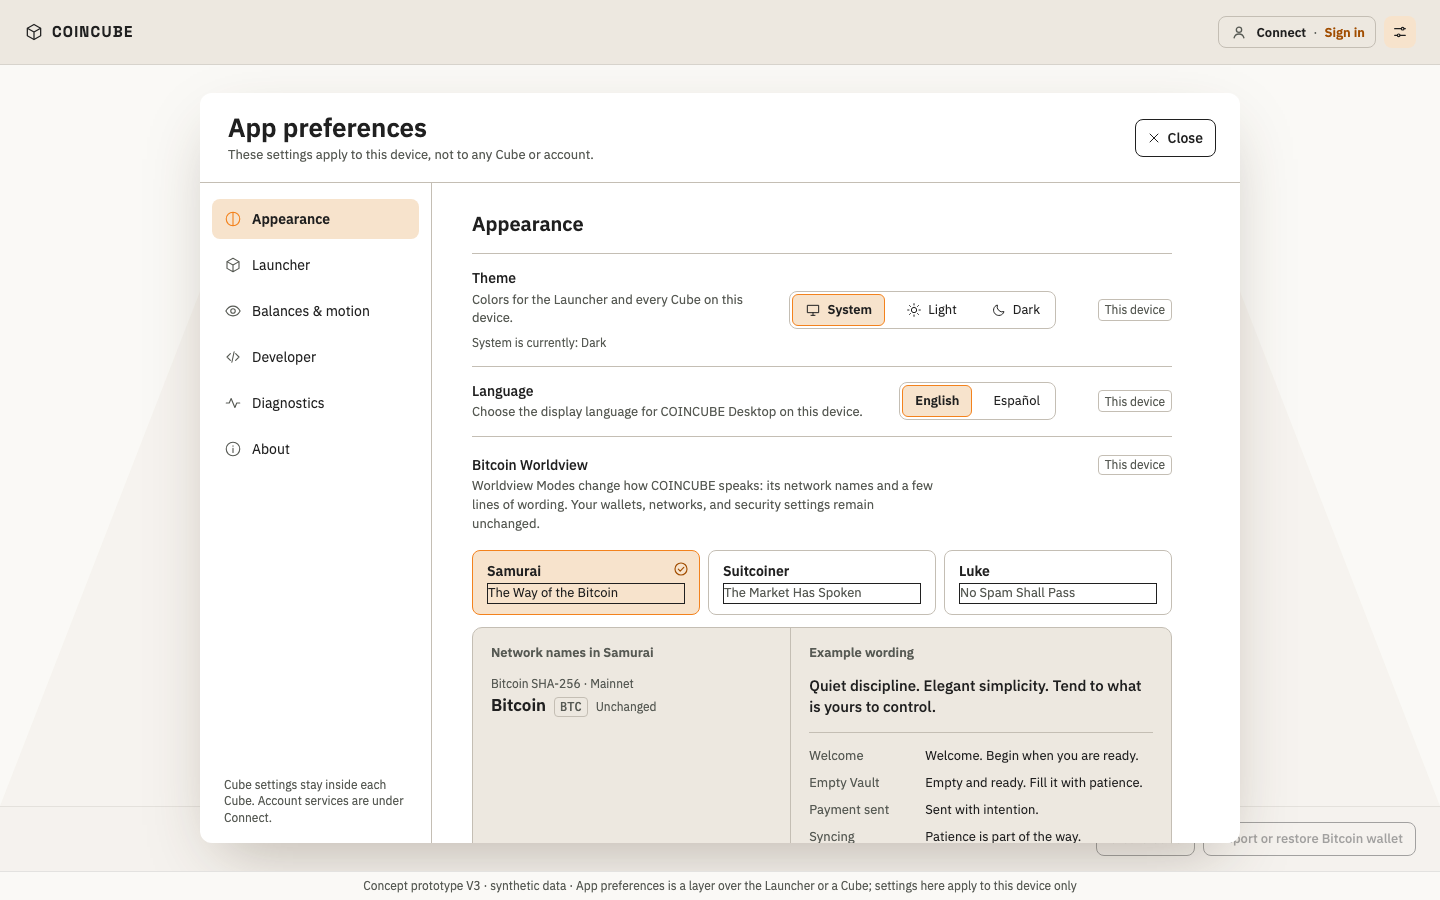 COINCUBE
Connect · Sign in
App preferences
These settings apply to this device, not to any Cube or account.
Close
Appearance
Launcher
Balances & motion
Developer
Diagnostics
About
Cube settings stay inside each
Cube. Account services are under
Connect.
Appearance
Theme
Colors for the Launcher and every Cube on this
device.
System is currently: Dark
System
Light
Dark
This device
Language
Choose the display language for COINCUBE Desktop on this device.
English
Español
This device
Bitcoin Worldview
Worldview Modes change how COINCUBE speaks: its network names and a few
lines of wording. Your wallets, networks, and security settings remain
unchanged.
This device
Samurai
The Way of the Bitcoin
Suitcoiner
The Market Has Spoken
Luke
No Spam Shall Pass
Network names in Samurai
Bitcoin SHA-256 · Mainnet
Bitcoin BTC Unchanged
Example wording
Quiet discipline. Elegant simplicity. Tend to what
is yours to control.
Welcome Welcome. Begin when you are ready.
Empty Vault Empty and ready. Fill it with patience.
Payment sent Sent with intention.
Syncing Patience is part of the way.
or restore Bitcoin wallet
Concept prototype V3 · synthetic data · App preferences is a layer over the Launcher or a Cube; settings here apply to this device only